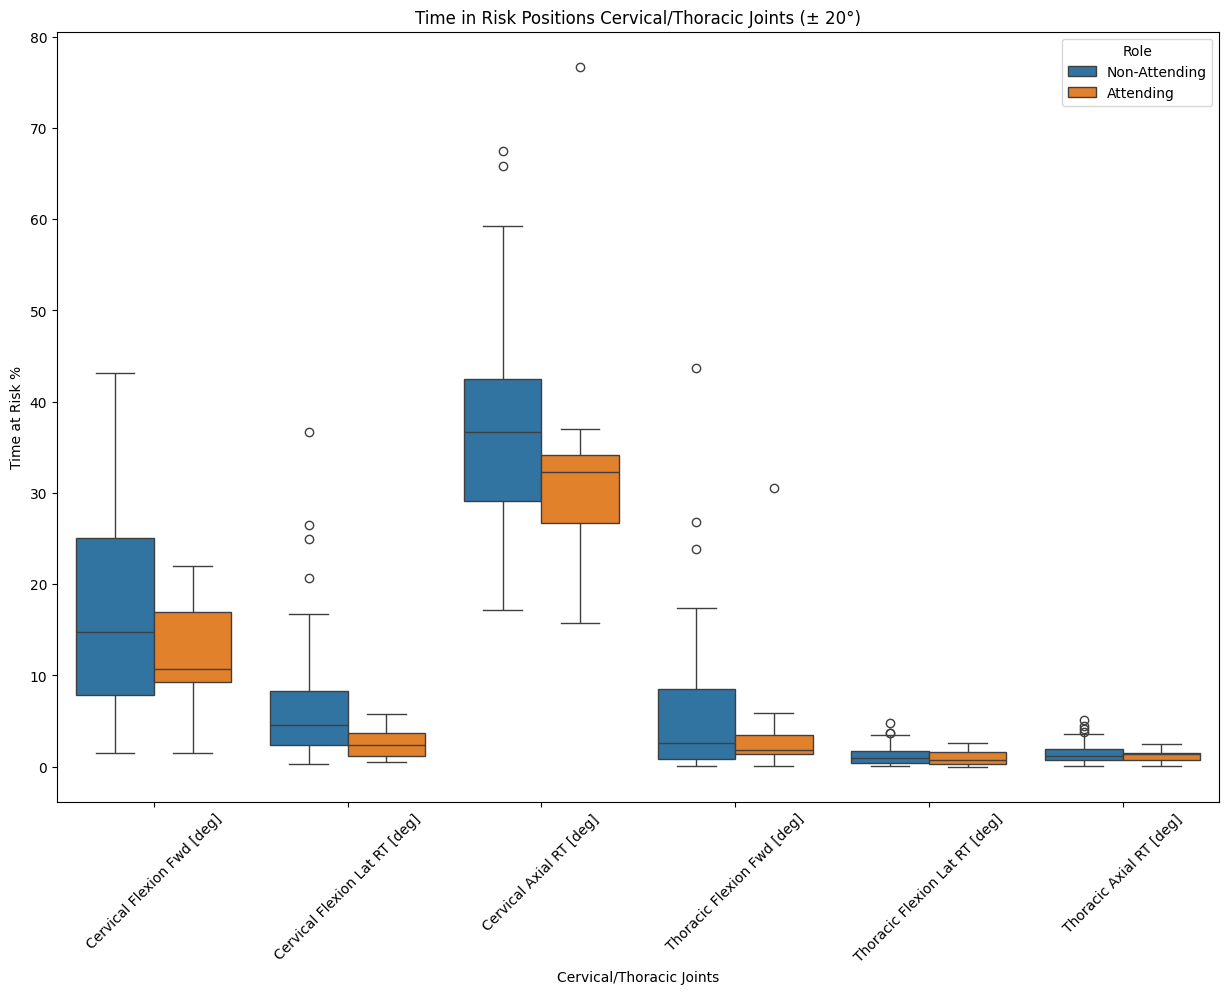 Time in Risk Positions Cervical/Thoracic Joints (± 20°)
Role
Non-Attending
Attending
Time at Risk %
80
70
60
50
40
30
20
10
0
Cervical Flexion Fwd [deg]
Cervical Flexion Lat RT [deg]
Cervical Axial RT [deg]
Thoracic Flexion Fwd [deg]
Thoracic Flexion Lat RT [deg]
Thoracic Axial RT [deg]
Cervical/Thoracic Joints